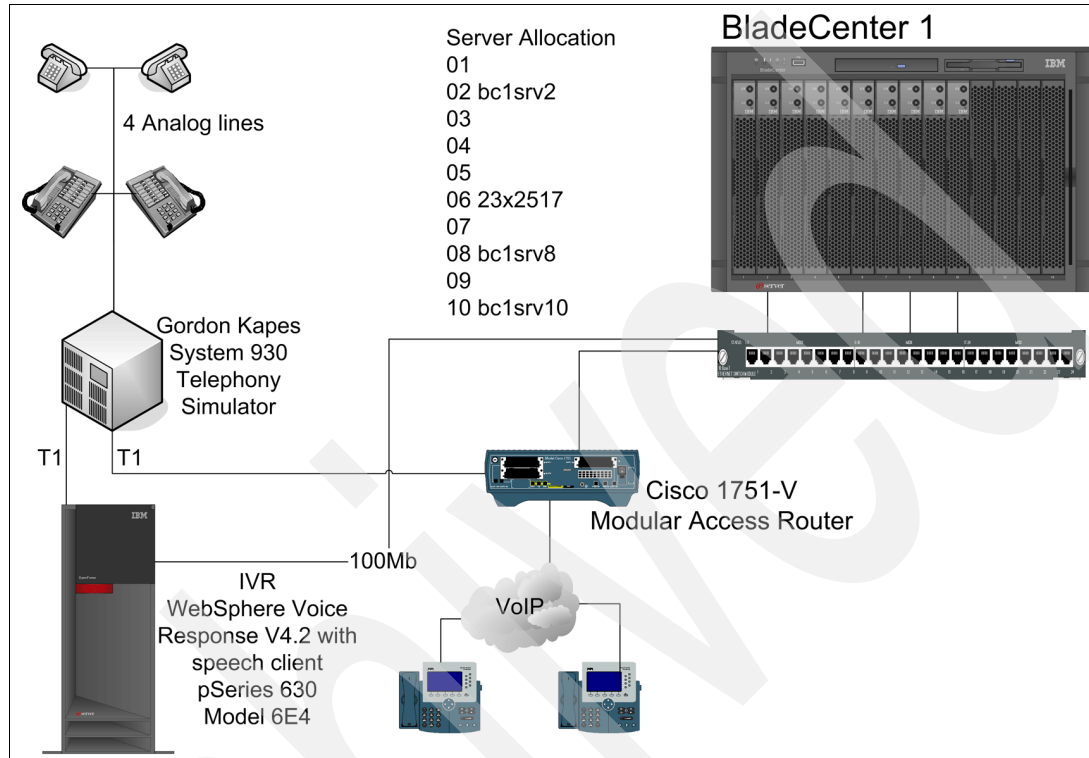 BladeCenter 1
Server Allocation
01
02 bc1srv2
03
04
05
06 23x2517
07
08 bc1srv8
09
10 bc1srv10
4 Analog lines
Gordon Kapes
System 930
Telephony
Simulator
T1
T1
IBM
BladeCenter
Cisco 1751-V
Modular Access Router
100Mb
IVR
WebSphere Voice
Response V4.2 with
speech client
pSeries 630
Model 6E4
VoIP
IBM